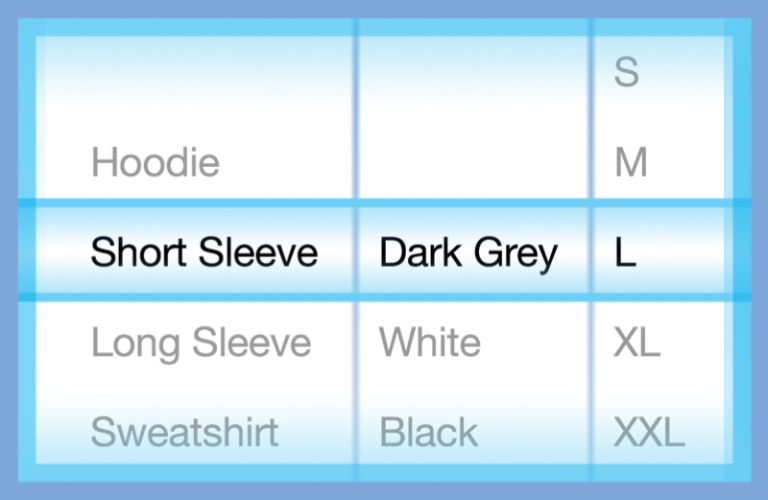 S
Hoodie M
Short Sleeve Dark Grey L
Long Sleeve White XL
Sweatshirt Black XXL